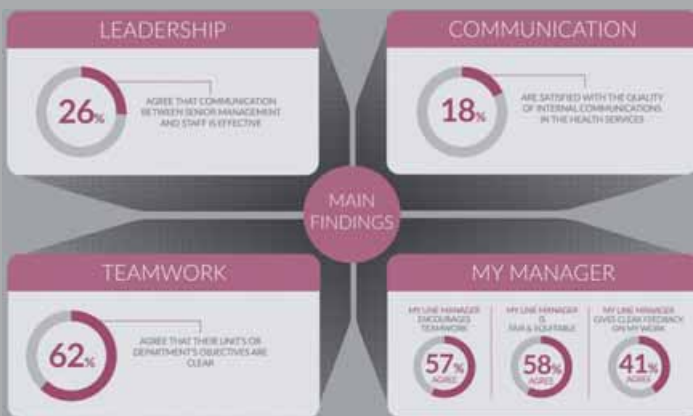 LEADERSHIP
26%
AGREE THAT COMMUNICATION
BETWEEN SENIOR MANAGEMENT
AND STAFF IS EFFECTIVE
COMMUNICATION
18%
ARE SATISFIED WITH THE QUALITY
OF INTERNAL COMMUNICATIONS
IN THE HEALTH SERVICES
MAIN
FINDINGS
TEAMWORK
62%
AGREE THAT THEIR UNIT'S OR
DEPARTMENT'S OBJECTIVES ARE
CLEAR
MY MANAGER
MY LINE MANAGER
ENCOURAGES
TEAMWORK
57%
AGREE
MY LINE MANAGER
IS
FAIR & EQUITABLE
58%
AGREE
MY LINE MANAGER
GIVES CLEAR FEEDBACK
ON MY WORK
41%
AGREE